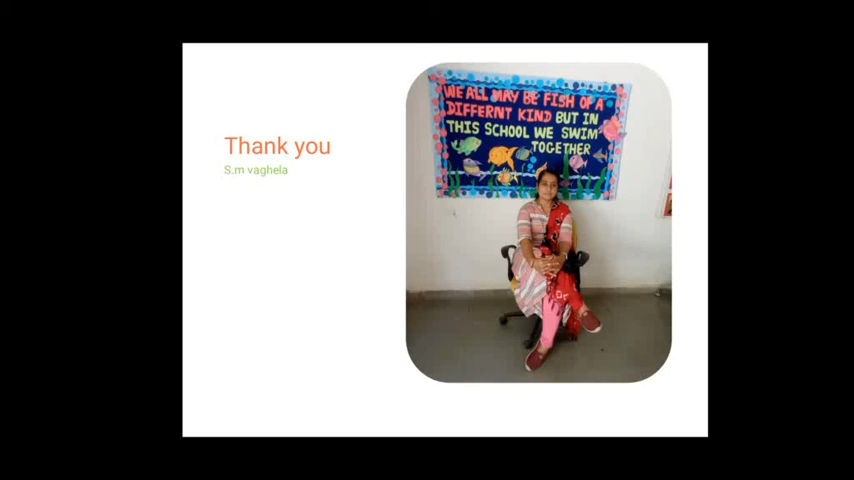 Thank you
S.m vaghela
WE ALL MAY BE FISH OF A
DIFFERNT KIND BUT IN
THIS SCHOOL WE SWIM
TOGETHER